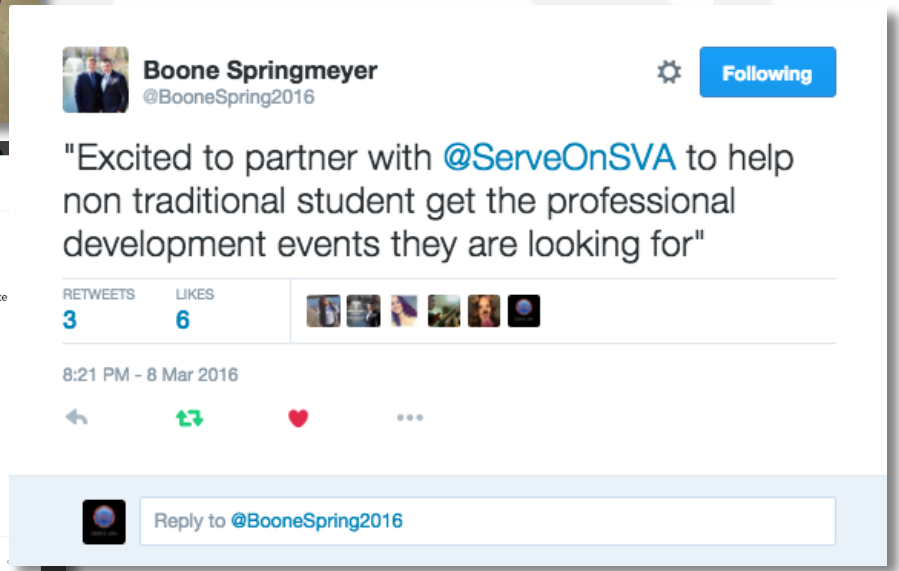 Boone Springmeyer
@BooneSpring2016
Following
"Excited to partner with @ServeOnSVA to help
non traditional student get the professional
development events they are looking for"
RETWEETS LIKES
3 6
8:21 PM - 8 Mar 2016
Reply to @BooneSpring2016